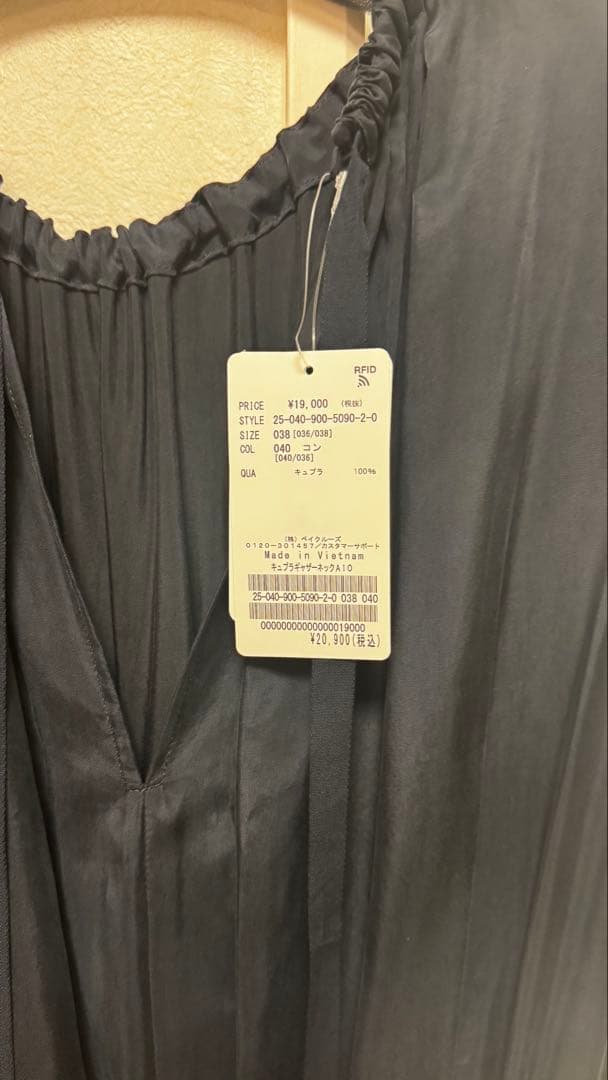 RFID
PRICE ¥19,000 (税抜)
STYLE 25-040-900-5090-2-0
SIZE 038 [036/038]
COL 040 コン
[040/036]
QUA キュプラ 100%
(株) ベイクルーズ
0120-301457/カスタマーサポート
Made in Vietnam
キュプラギャザーネックAIO
25-040-900-5090-2-0 038 040
0000000000000019000
¥20,900(税込)